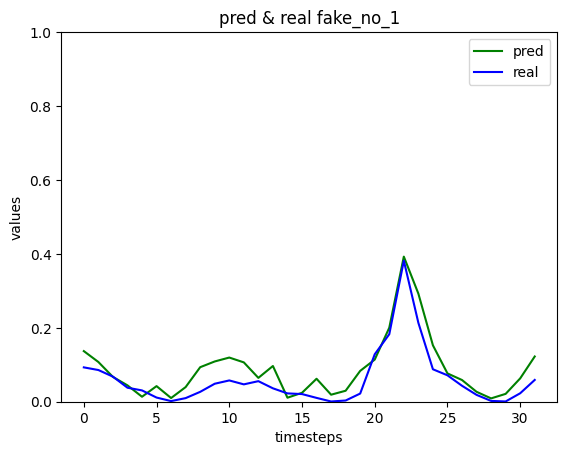 pred & real fake_no_1
1.0
0.8
0.6
0.4
0.2
0.0
values
pred
real
0 5 10 15 20 25 30
timesteps